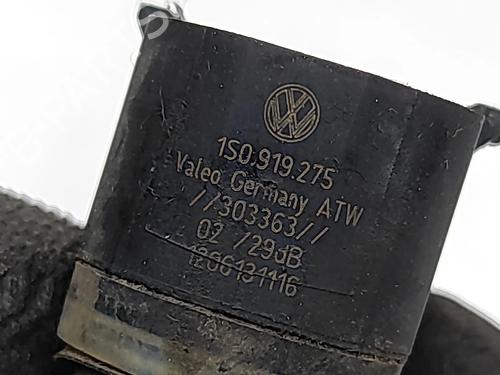 1S0.919.275
Valeo Germany ATW
//303363//
02 /29dB
1206131116